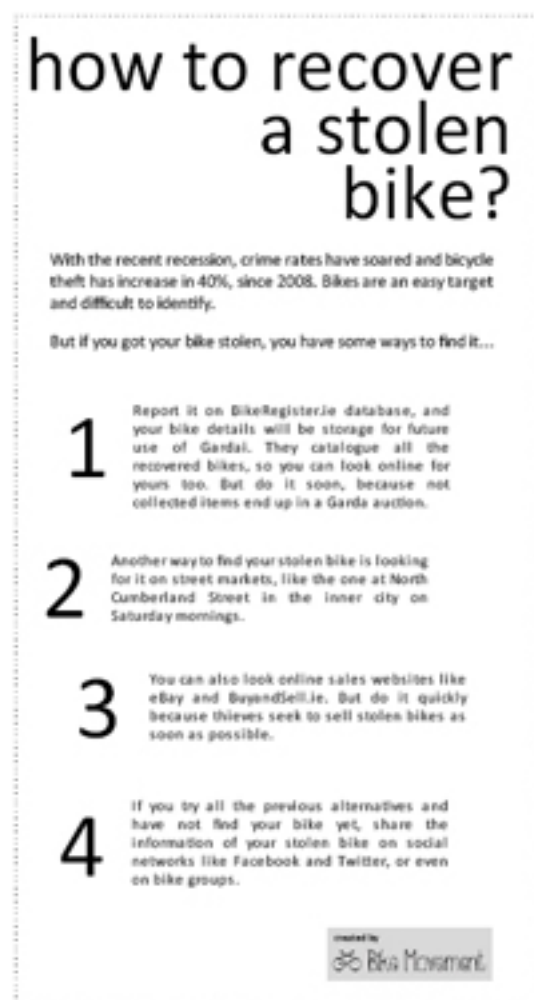 how to recover
a stolen
bike?
With the recent recession, crime rates have soared and bicycle
theft has increase in 40%, since 2008. Bikes are an easy target
and difficult to identify.
But if you got your bike stolen, you have some ways to find it...
1
Report it on BikeRegister.ie database, and
your bike details will be storage for future
use of Gardai. They catalogue all the
recovered bikes, so you can look online for
yours too. But do it soon, because not
collected items end up in a Garda auction.
2
Another way to find your stolen bike is looking
for it on street markets, like the one at North
Cumberland Street in the inner city on
Saturday mornings.
3
You can also look online sales websites like
eBay and BuyandSell.ie. But do it quickly
because thieves seek to sell stolen bikes as
soon as possible.
4
If you try all the previous alternatives and
have not find your bike yet, share the
information of your stolen bike on social
networks like Facebook and Twitter, or even
on bike groups.
created by
Bike Movement